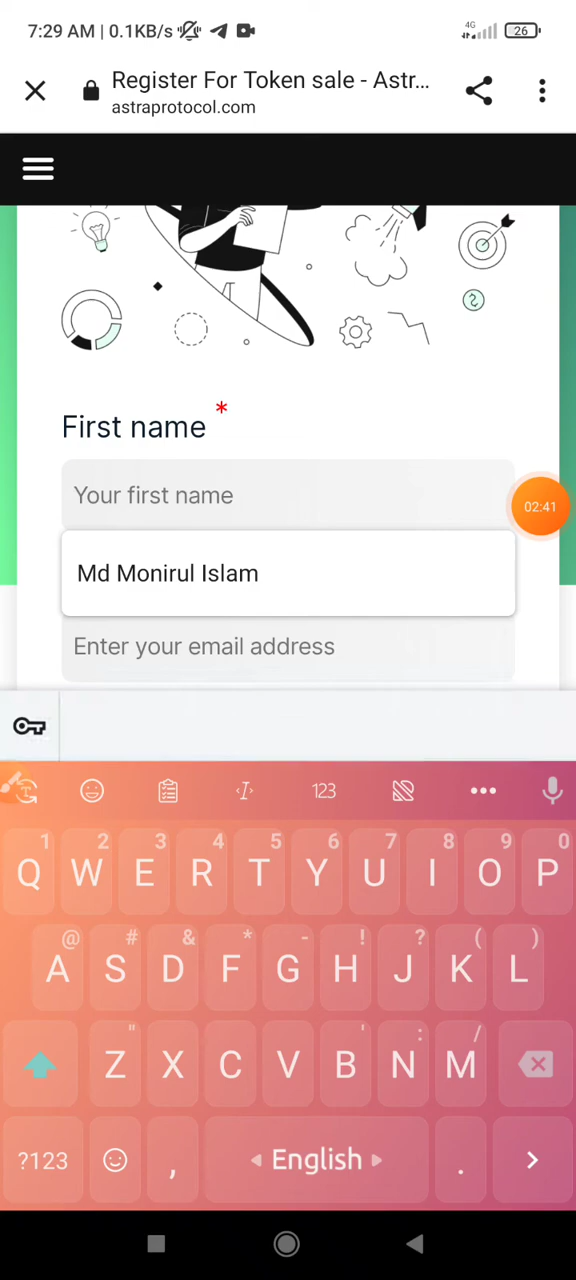 7:29 AM | 0.1KB/s
4G
26
Register For Token sale - Astr...
astraprotocol.com
First name *
Your first name
02:41
Md Monirul Islam
Enter your email address
123
1 2 3 4 5 6 7 8 9 0
Q W E R T Y U I O P
@ # & * - ! ? ( )
A S D F G H J K L
" ' : /
Z X C V B N M
?123 , English .